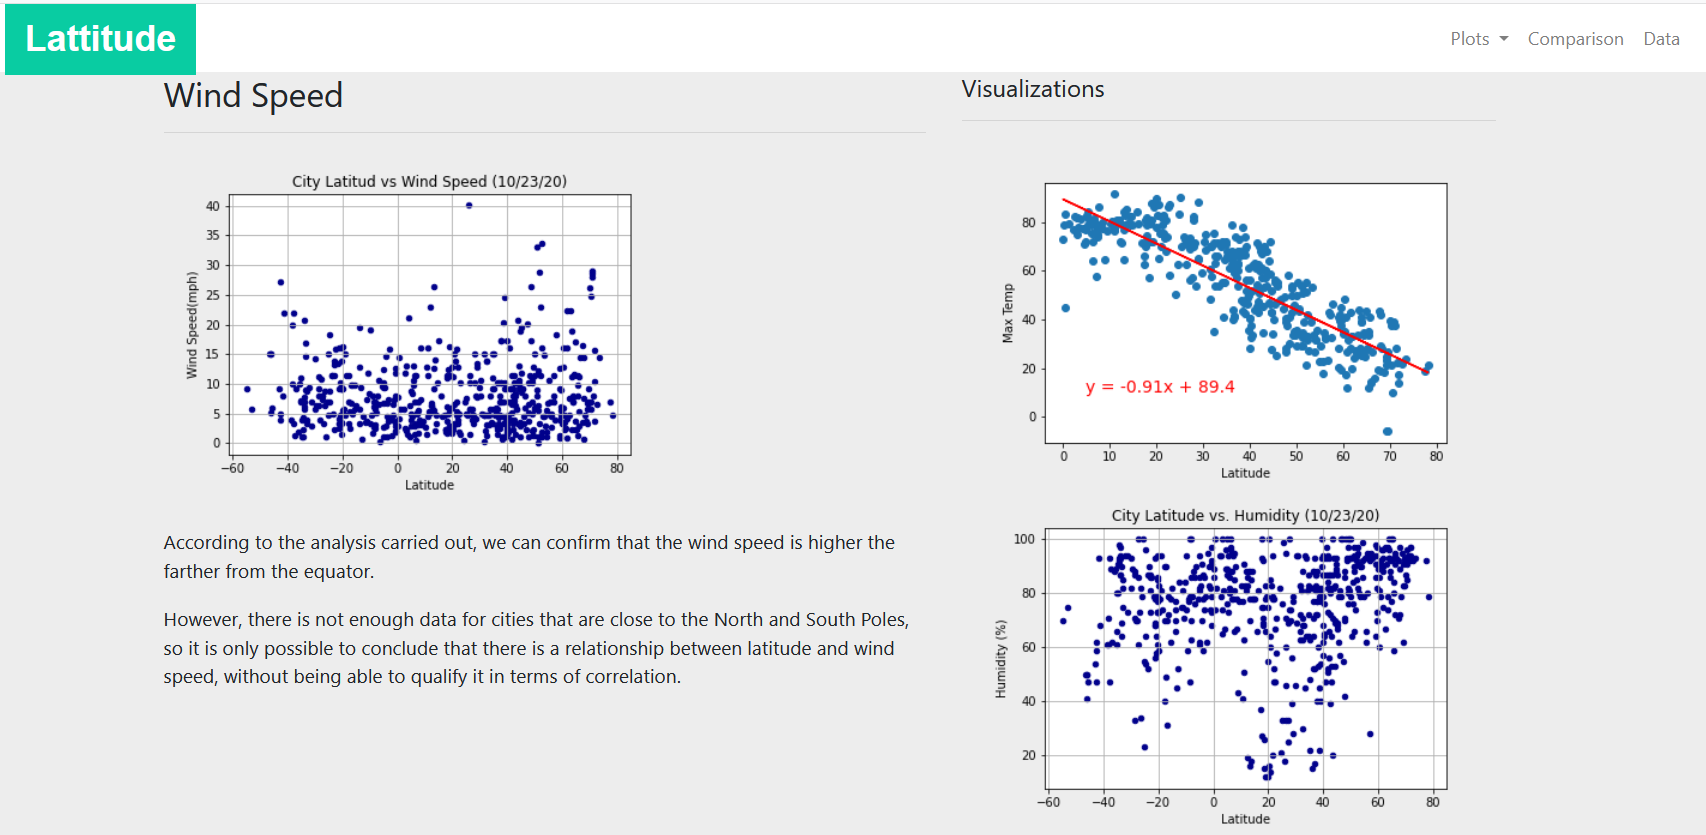 Lattitude
Plots
Comparison
Data
Wind Speed
City Latitud vs Wind Speed (10/23/20)
Wind Speed(mph)
40
35
30
25
20
15
10
5
0
−60 −40 −20 0 20 40 60 80
Latitude
According to the analysis carried out, we can confirm that the wind speed is higher the
farther from the equator.
However, there is not enough data for cities that are close to the North and South Poles,
so it is only possible to conclude that there is a relationship between latitude and wind
speed, without being able to qualify it in terms of correlation.
Visualizations
Max Temp
80
60
40
20
0
y = -0.91x + 89.4
0 10 20 30 40 50 60 70 80
Latitude
City Latitude vs. Humidity (10/23/20)
Humidity (%)
100
80
60
40
20
−60 −40 −20 0 20 40 60 80
Latitude